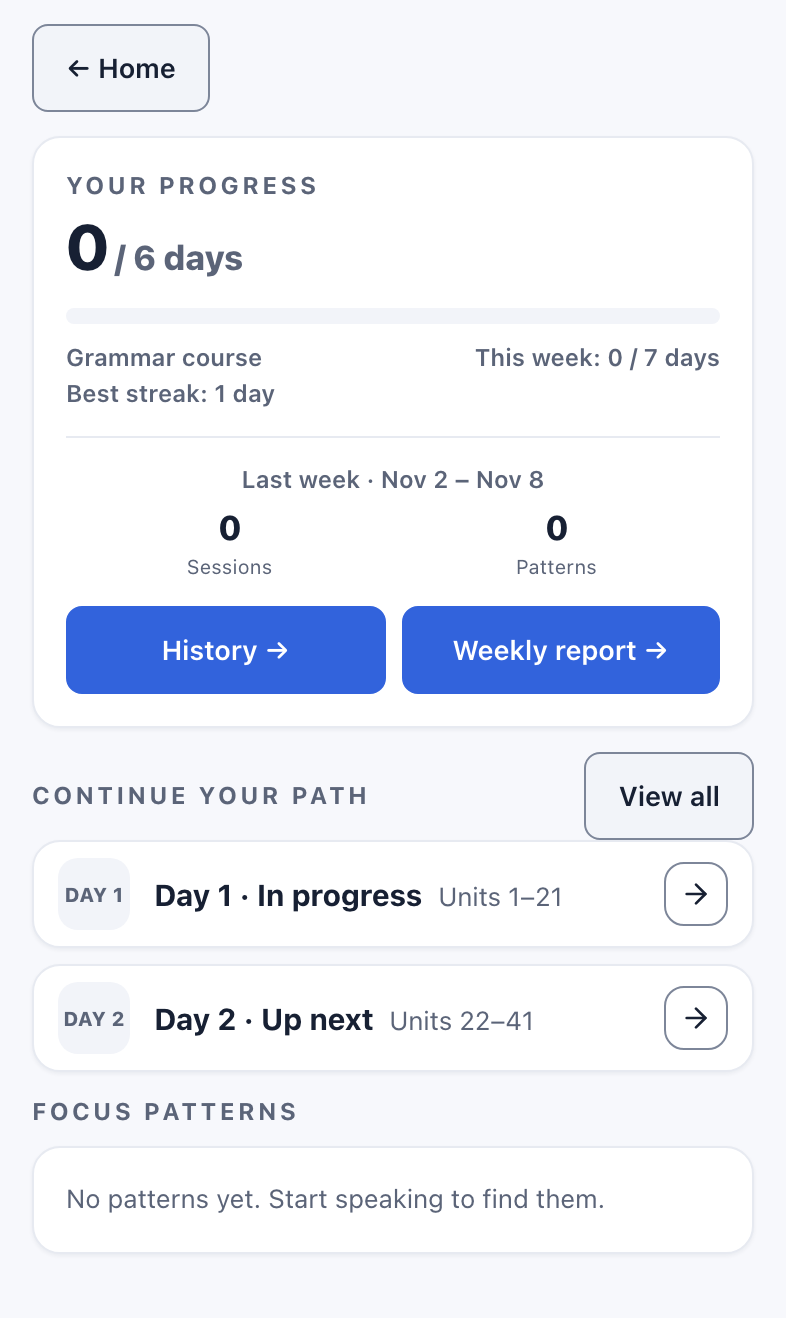 ← Home
YOUR PROGRESS
0 / 6 days
Grammar course
This week: 0 / 7 days
Best streak: 1 day
Last week · Nov 2 – Nov 8
0
Sessions
0
Patterns
History →
Weekly report →
CONTINUE YOUR PATH
View all
DAY 1
Day 1 · In progress Units 1–21
→
DAY 2
Day 2 · Up next Units 22–41
→
FOCUS PATTERNS
No patterns yet. Start speaking to find them.